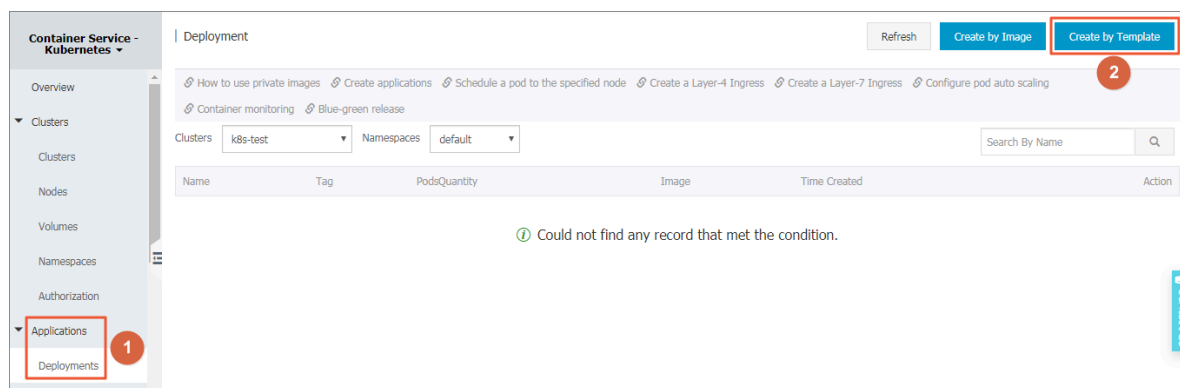 Container Service -
Kubernetes
Overview
Clusters
Clusters
Nodes
Volumes
Namespaces
Authorization
Applications
Deployments
1
Deployment
Refresh
Create by Image
Create by Template
2
How to use private images Create applications Schedule a pod to the specified node Create a Layer-4 Ingress Create a Layer-7 Ingress Configure pod auto scaling
Container monitoring Blue-green release
Clusters k8s-test Namespaces default
Search By Name
Name Tag PodsQuantity Image Time Created Action
Could not find any record that met the condition.